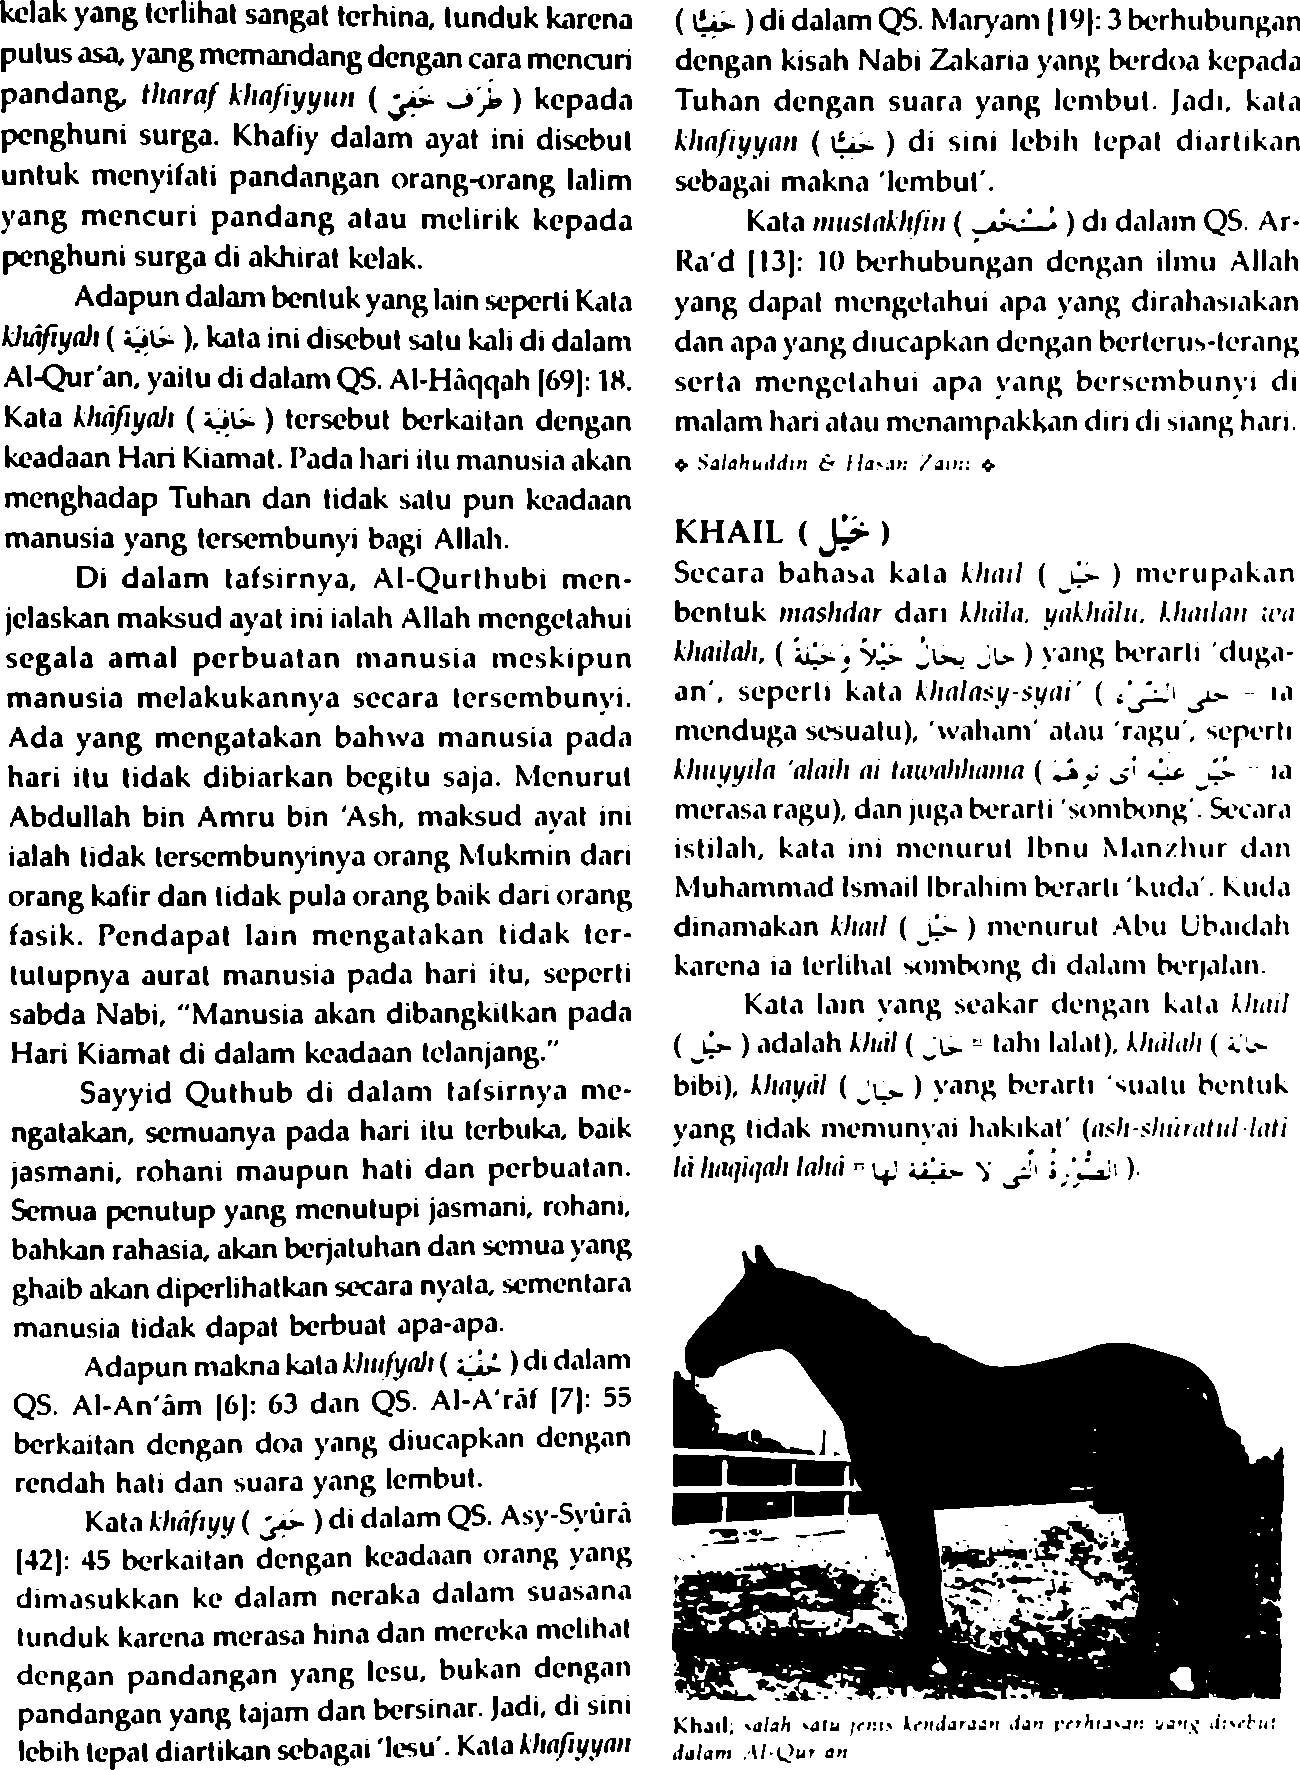 kelak yang terlihat sangat terhina, tunduk karena
putus asa, yang memandang dengan cara mencuri
pandang, tharaf khafiyyun ( طَرْف خَفِيّ ) kepada
penghuni surga. Khafiy dalam ayat ini disebut
untuk menyifati pandangan orang-orang lalim
yang mencuri pandang atau melirik kepada
penghuni surga di akhirat kelak.
Adapun dalam bentuk yang lain seperti Kata
khâfiyah ( خَافِيَة ), kata ini disebut satu kali di dalam
Al-Qur'an, yaitu di dalam QS. Al-Hâqqah [69]: 18.
Kata khâfiyah ( خَافِيَة ) tersebut berkaitan dengan
keadaan Hari Kiamat. Pada hari itu manusia akan
menghadap Tuhan dan tidak satu pun keadaan
manusia yang tersembunyi bagi Allah.
Di dalam tafsirnya, Al-Qurthubi men-
jelaskan maksud ayat ini ialah Allah mengetahui
segala amal perbuatan manusia meskipun
manusia melakukannya secara tersembunyi.
Ada yang mengatakan bahwa manusia pada
hari itu tidak dibiarkan begitu saja. Menurut
Abdullah bin Amru bin 'Ash, maksud ayat ini
ialah tidak tersembunyinya orang Mukmin dari
orang kafir dan tidak pula orang baik dari orang
fasik. Pendapat lain mengatakan tidak ter-
tutupnya aurat manusia pada hari itu, seperti
sabda Nabi, "Manusia akan dibangkitkan pada
Hari Kiamat di dalam keadaan telanjang."
Sayyid Quthub di dalam tafsirnya me-
ngatakan, semuanya pada hari itu terbuka, baik
jasmani, rohani maupun hati dan perbuatan.
Semua penutup yang menutupi jasmani, rohani,
bahkan rahasia, akan berjatuhan dan semua yang
ghaib akan diperlihatkan secara nyata, sementara
manusia tidak dapat berbuat apa-apa.
Adapun makna kata khufyah ( خُفْيَة ) di dalam
QS. Al-An'âm [6]: 63 dan QS. Al-A'râf [7]: 55
berkaitan dengan doa yang diucapkan dengan
rendah hati dan suara yang lembut.
Kata khâfiyy ( خَفِيّ ) di dalam QS. Asy-Syûrâ
[42]: 45 berkaitan dengan keadaan orang yang
dimasukkan ke dalam neraka dalam suasana
tunduk karena merasa hina dan mereka melihat
dengan pandangan yang lesu, bukan dengan
pandangan yang tajam dan bersinar. Jadi, di sini
lebih tepat diartikan sebagai 'lesu'. Kata khafiyyan
( خَفِيًّا ) di dalam QS. Maryam [19]: 3 berhubungan
dengan kisah Nabi Zakaria yang berdoa kepada
Tuhan dengan suara yang lembut. Jadi, kata
khafiyyan ( خَفِيًّا ) di sini lebih tepat diartikan
sebagai makna 'lembut'.
Kata mustakhfin ( مُسْتَخْفٍ ) di dalam QS. Ar-
Ra'd [13]: 10 berhubungan dengan ilmu Allah
yang dapat mengetahui apa yang dirahasiakan
dan apa yang diucapkan dengan berterus-terang
serta mengetahui apa yang bersembunyi di
malam hari atau menampakkan diri di siang hari.
❖ Salahuddin & Hasan Zaini ❖
KHAIL ( خَيْل )
Secara bahasa kata khail ( خَيْل ) merupakan
bentuk mashdar dari khâla, yakhâlu, khailan wa
khailah, ( خال يخال خَيْلاً و خَيْلَة ) yang berarti 'duga-
an', seperti kata khalasy-syai' ( خلى الشّيْء = ia
menduga sesuatu), 'waham' atau 'ragu', seperti
khuyyila 'alaih ai tawahhama ( خُيّل عليه أى توهّم = ia
merasa ragu), dan juga berarti 'sombong'. Secara
istilah, kata ini menurut Ibnu Manzhur dan
Muhammad Ismail Ibrahim berarti 'kuda'. Kuda
dinamakan khail ( خَيْل ) menurut Abu Ubaidah
karena ia terlihat sombong di dalam berjalan.
Kata lain yang seakar dengan kata khail
( خَيْل ) adalah khâl ( خَال = tahi lalat), khâlah ( خالة
bibi), khayâl ( خيال ) yang berarti 'suatu bentuk
yang tidak memunyai hakikat' (ash-shûratul-lati
lâ haqîqah lahâ = الصُّوْرَةُ الَّتِى لا حقيقة لها ).
Khail; salah satu jenis kendaraan dan perhiasan yang disebut
dalam Al-Qur'an